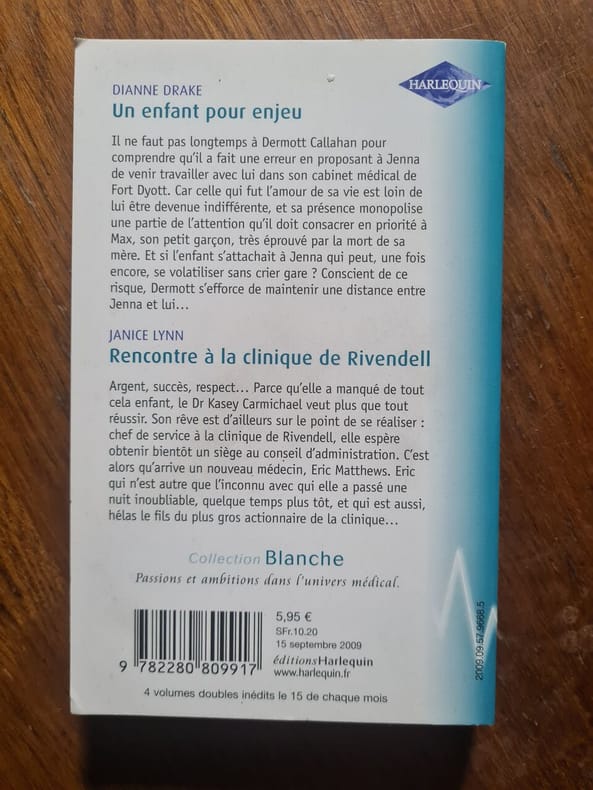 HARLEQUIN
DIANNE DRAKE
Un enfant pour enjeu
Il ne faut pas longtemps à Dermott Callahan pour
comprendre qu'il a fait une erreur en proposant à Jenna
de venir travailler avec lui dans son cabinet médical de
Fort Dyott. Car celle qui fut l'amour de sa vie est loin de
lui être devenue indifférente, et sa présence monopolise
une partie de l'attention qu'il doit consacrer en priorité à
Max, son petit garçon, très éprouvé par la mort de sa
mère. Et si l'enfant s'attachait à Jenna qui peut, une fois
encore, se volatiliser sans crier gare ? Conscient de ce
risque, Dermott s'efforce de maintenir une distance entre
Jenna et lui…
JANICE LYNN
Rencontre à la clinique de Rivendell
Argent, succès, respect… Parce qu'elle a manqué de tout
cela enfant, le Dr Kasey Carmichael veut plus que tout
réussir. Son rêve est d'ailleurs sur le point de se réaliser :
chef de service à la clinique de Rivendell, elle espère
obtenir bientôt un siège au conseil d'administration. C'est
alors qu'arrive un nouveau médecin, Eric Matthews. Eric
qui n'est autre que l'inconnu avec qui elle a passé une
nuit inoubliable, quelque temps plus tôt, et qui est aussi,
hélas le fils du plus gros actionnaire de la clinique…
Collection Blanche
Passions et ambitions dans l'univers médical.
5,95 €
SFr.10.20
15 septembre 2009
éditionsHarlequin
www.harlequin.fr
9 782280 809917
4 volumes doubles inédits le 15 de chaque mois
2009.09.57.9668.5